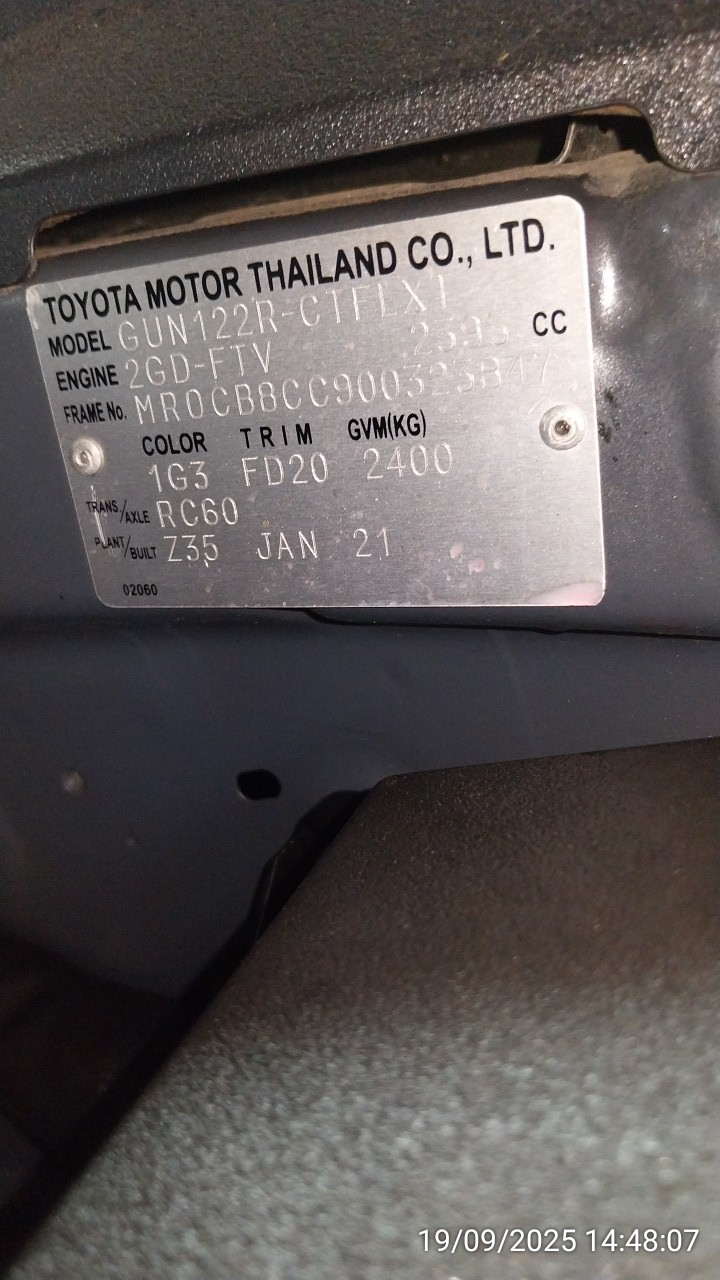 TOYOTA MOTOR THAILAND CO., LTD.
MODEL GUN122R-CTFLXT
ENGINE 2GD-FTV 2393 CC
FRAME No.
COLOR TRIM GVM(KG)
1G3 FD20 2400
TRANS/AXLE RC60
PLANT/BUILT Z35 JAN 21
02060
19/09/2025 14:48:07